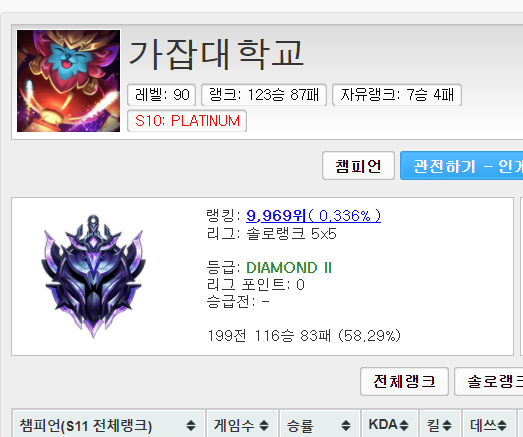 가잡대학교
레벨: 90 랭크: 123승 87패 자유랭크: 7승 4패
S10: PLATINUM
챔피언 관전하기 - 인게
랭킹: 9,969위( 0.336% )
리그: 솔로랭크 5x5
등급: DIAMOND II
리그 포인트: 0
승급전: -
199전 116승 83패 (58.29%)
전체랭크 솔로랭크
챔피언(S11 전체랭크) 게임수 승률 KDA 킬 데쓰